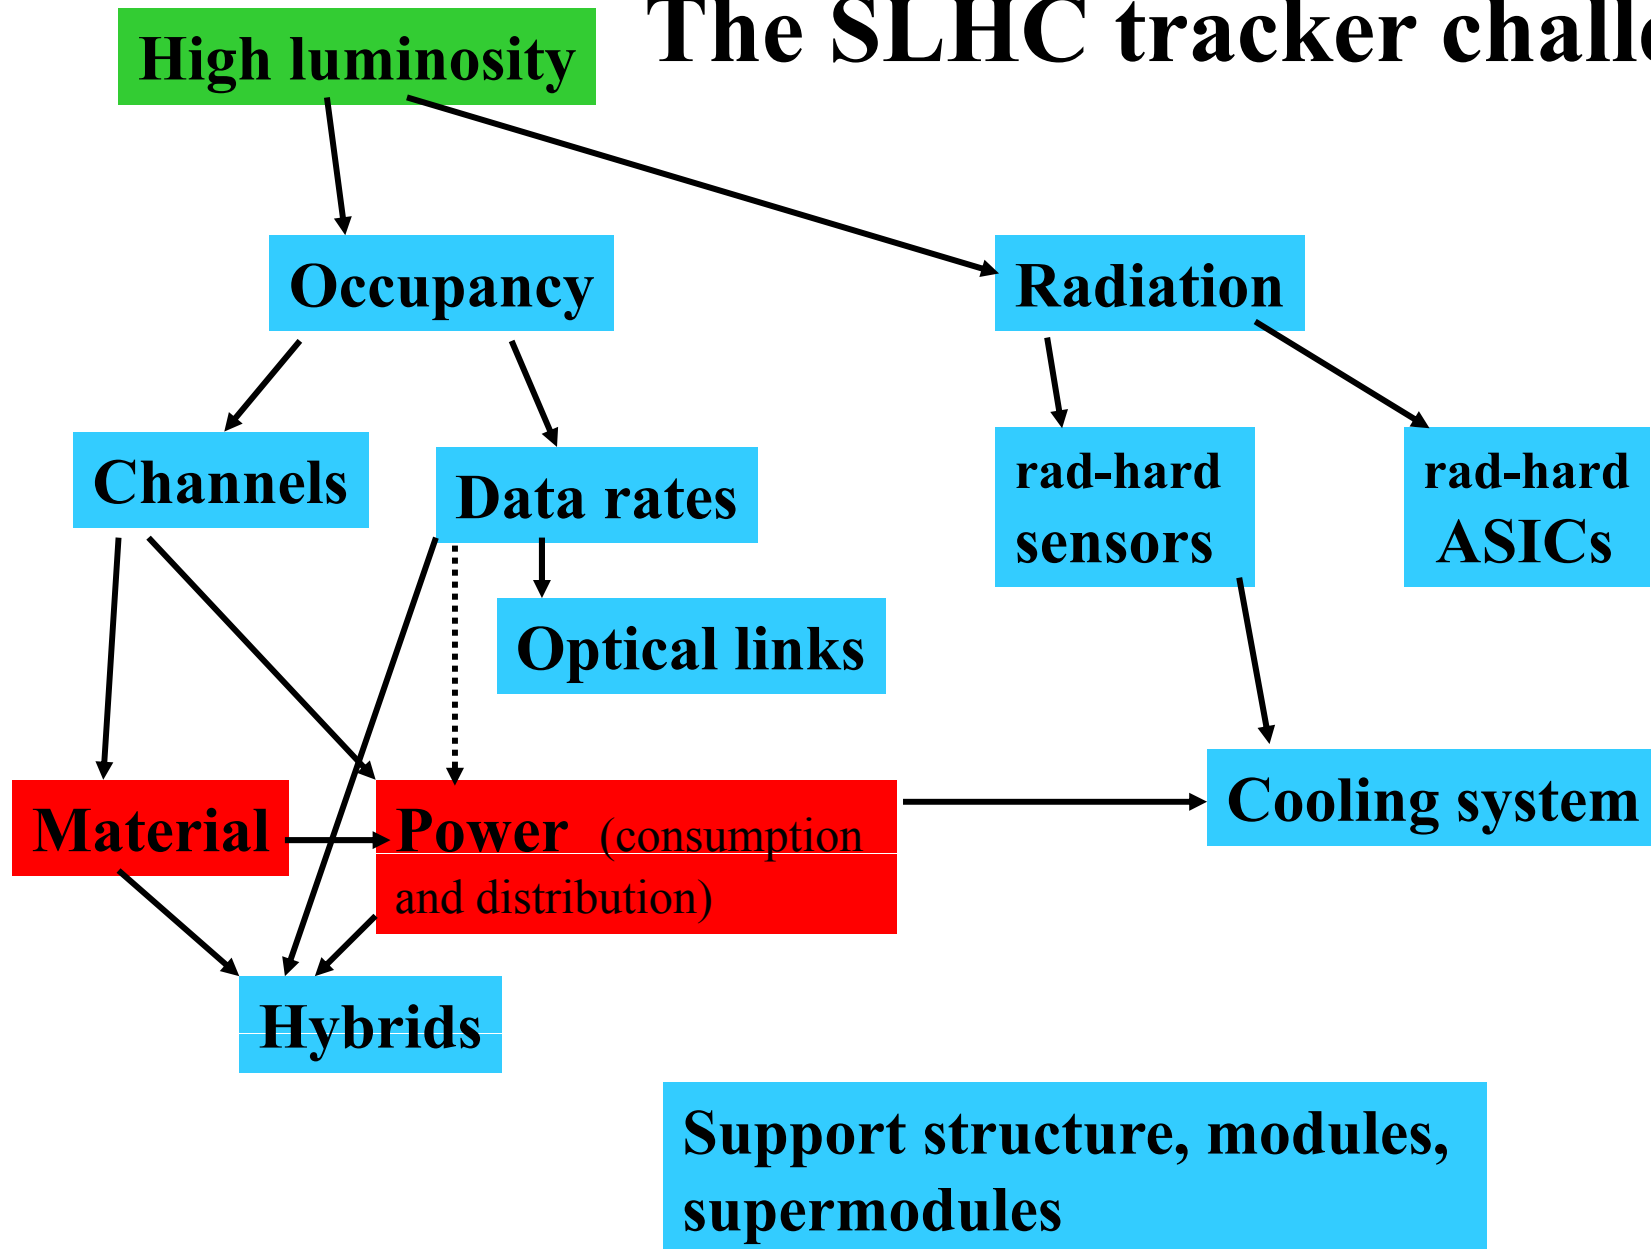 The SLHC tracker
High luminosity
Occupancy
Radiation
Channels
Data rates
rad-hard
sensors
rad-hard
ASICs
Optical links
Material
Power (consumption
and distribution)
Cooling system
Hybrids
Support structure, modules,
supermodules